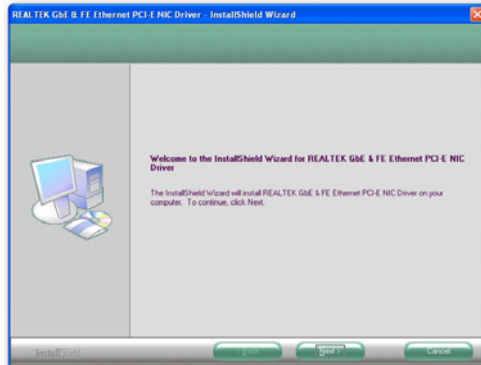 REALTEK GbE & FE Ethernet PCI-E NIC Driver - InstallShield Wizard
Welcome to the InstallShield Wizard for REALTEK GbE & FE Ethernet PCI-E NIC
Driver
The InstallShield Wizard will install REALTEK GbE & FE Ethernet PCI-E NIC Driver on your
computer. To continue, click Next.
InstallShield
< Back
Next >
Cancel